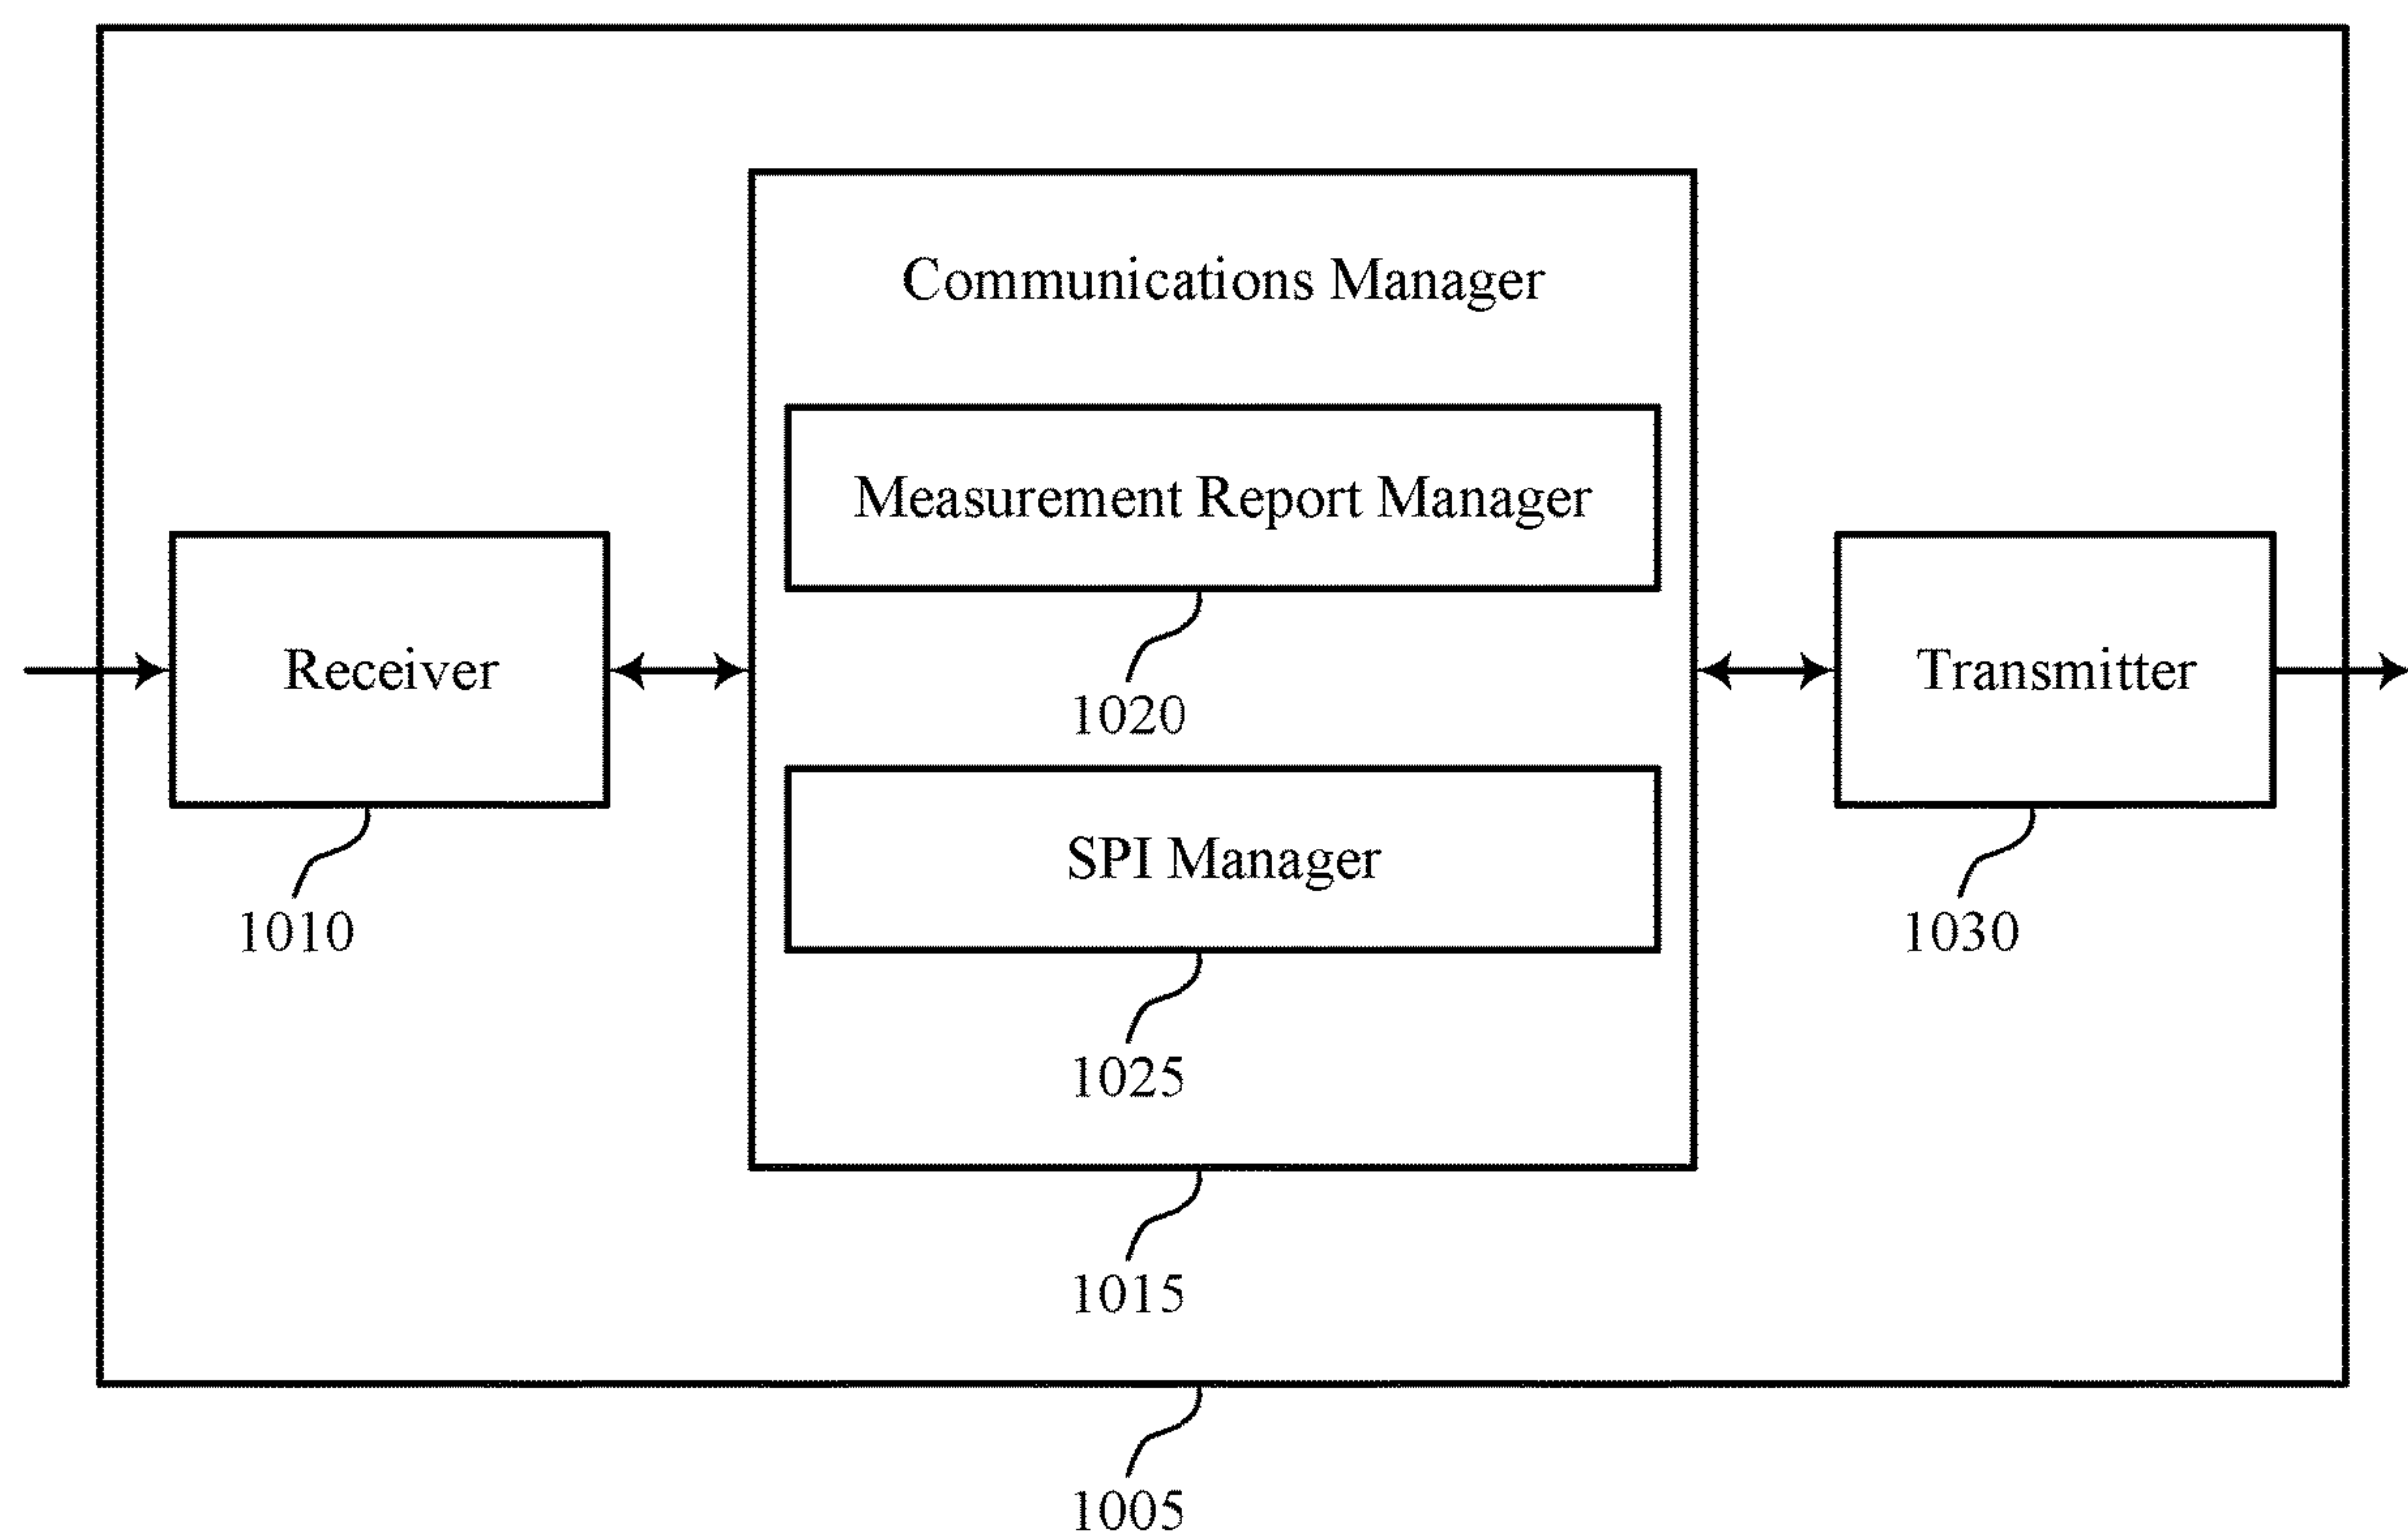 Communications Manager
Measurement Report Manager
Receiver
Transmitter
1020
SPI Manager
1010
1030
1025
1015
1005